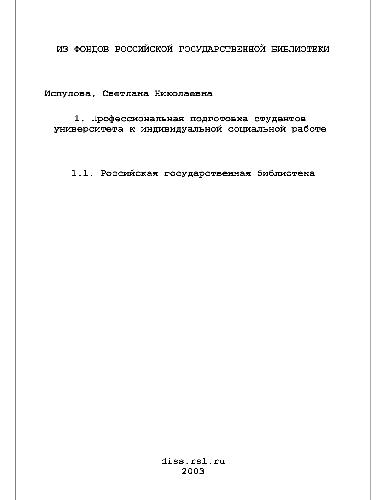 ИЗ ФОНДОВ РОССИЙСКОЙ ГОСУДАРСТВЕННОЙ БИБЛИОТЕКИ
Испулова, Светлана Николаевна
1. Профессиональная подготовка студентов
университета к индивидуальной социальной работе
1.1. Российская государственная библиотека
diss.rsl.ru
2003